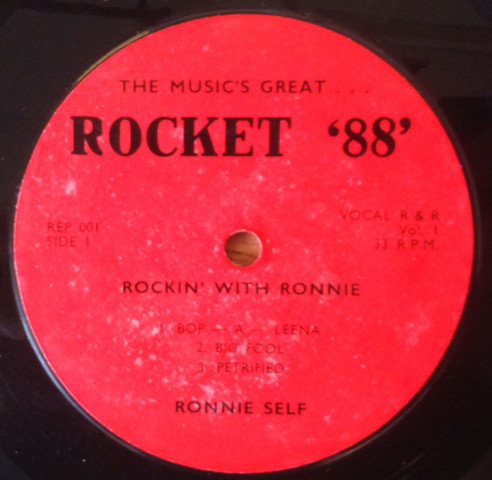 THE MUSIC'S GREAT . . .
ROCKET '88'
REP 001
SIDE 1
VOCAL R & R
Vol. 1
33 R.P.M.
ROCKIN' WITH RONNIE
1. BOP — A — LEENA
2. BIG FOOL
3. PETRIFIED
RONNIE SELF